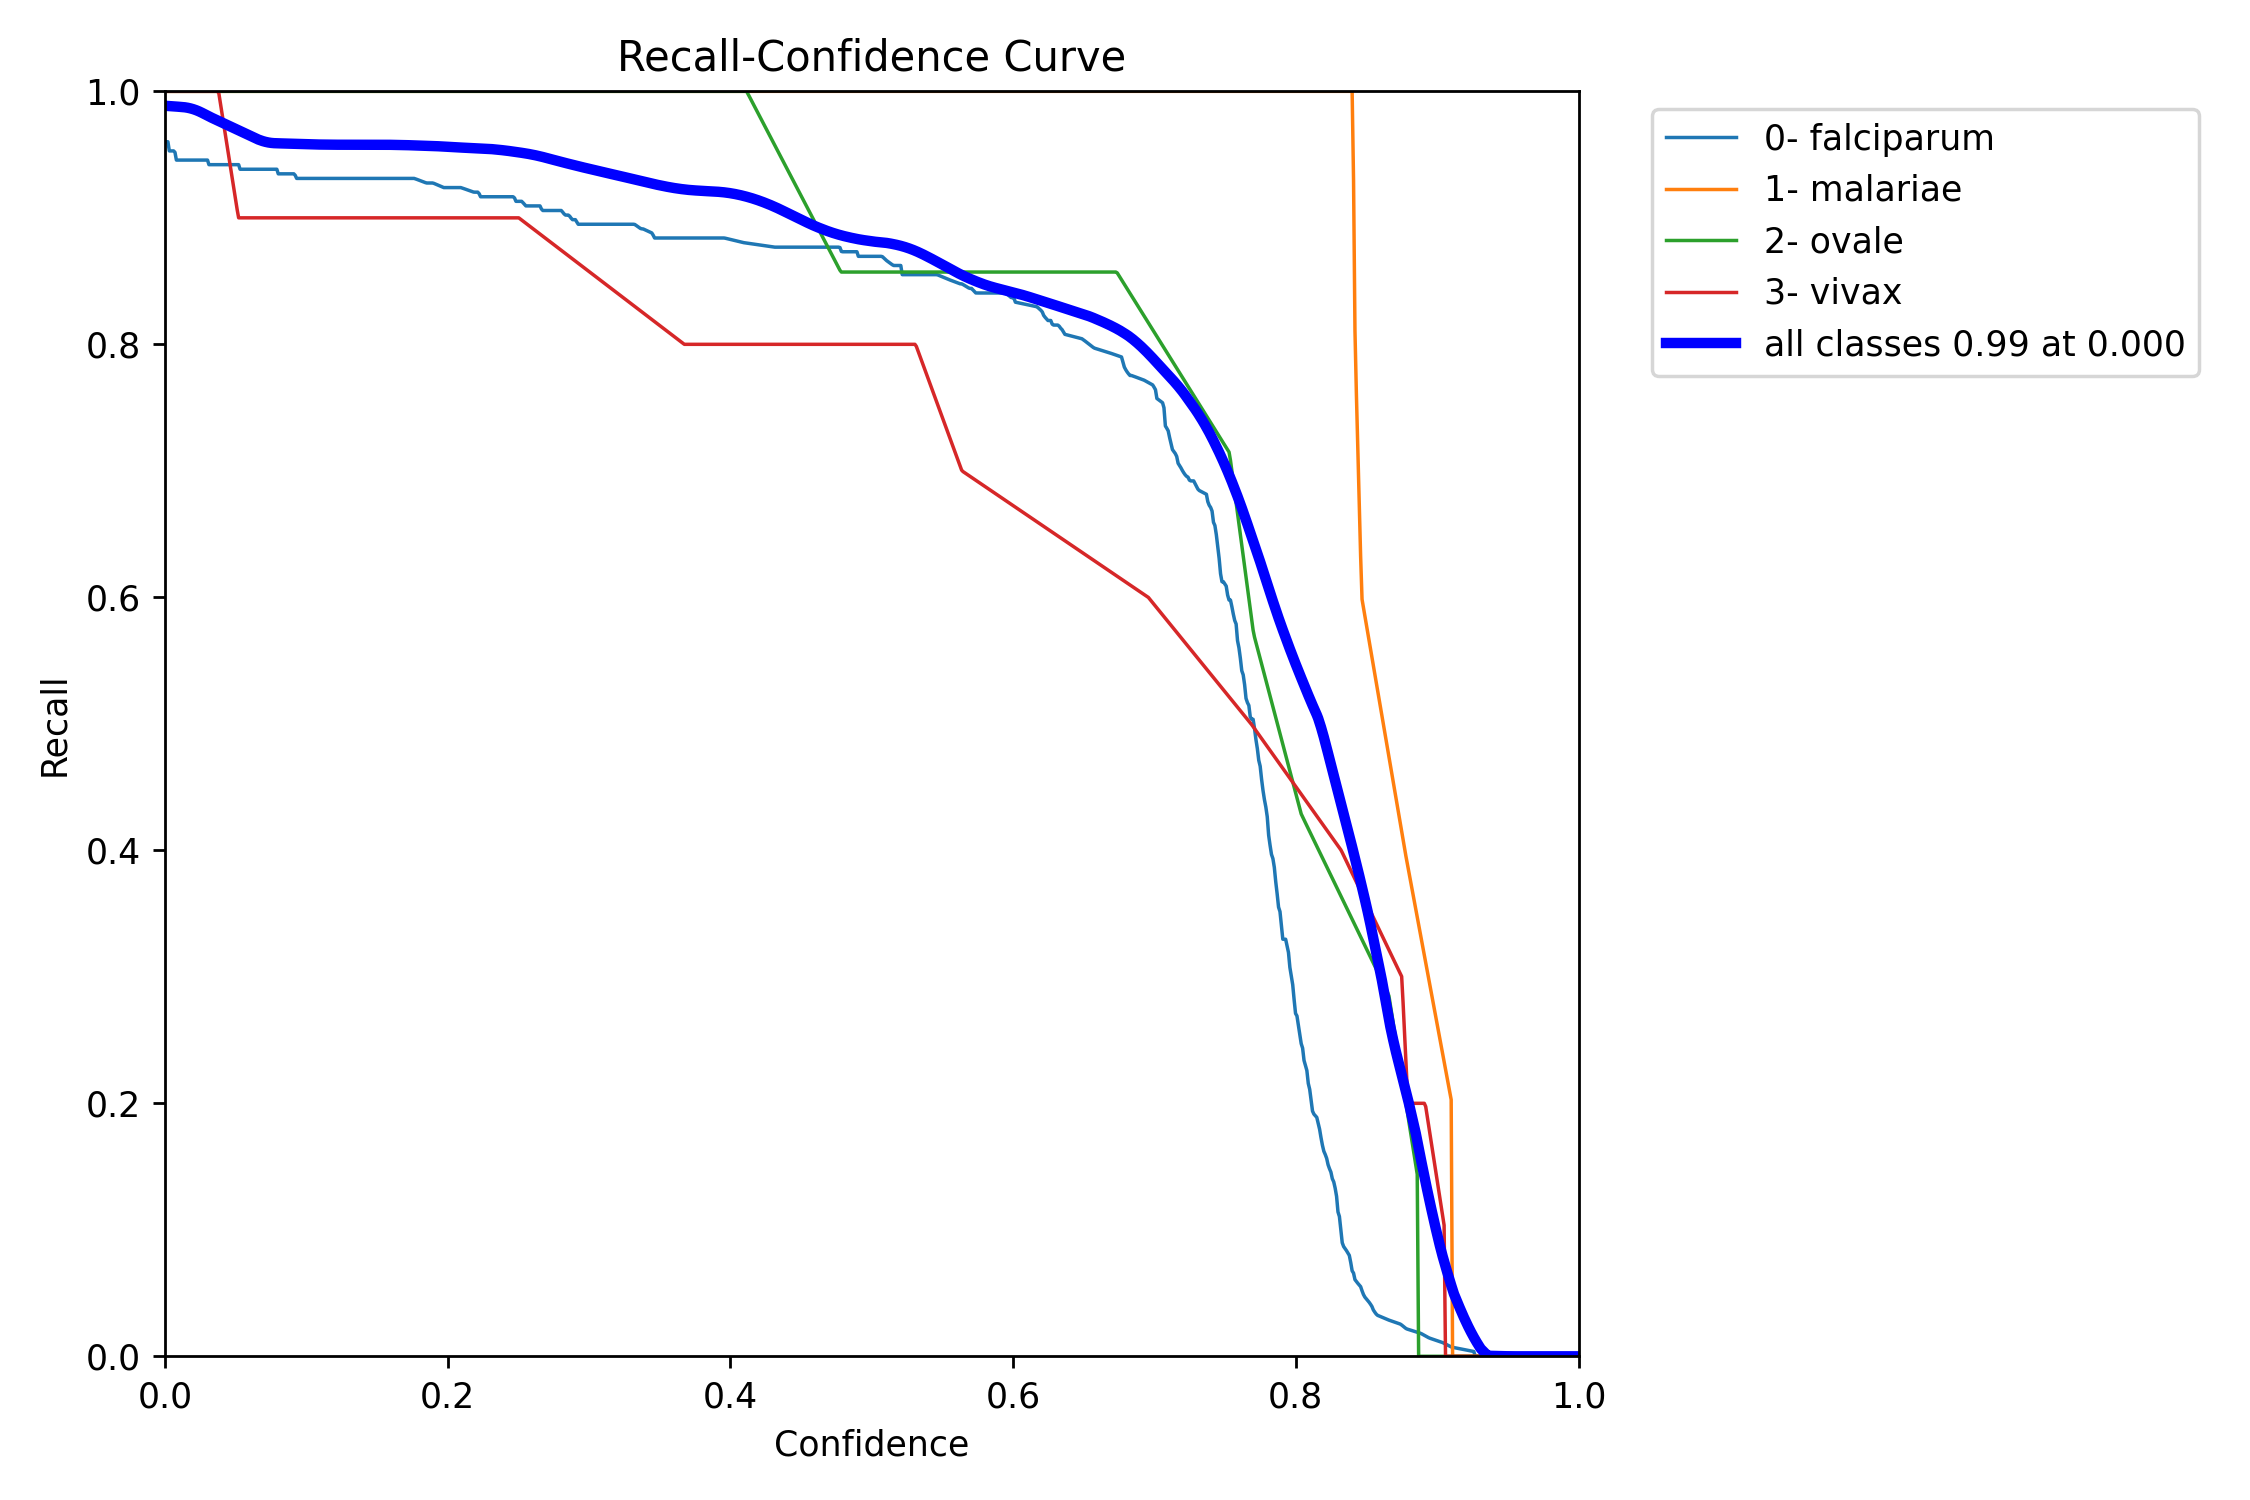 Recall-Confidence Curve
1.0
0.8
0.6
0.4
0.2
0.0
Recall
0.0 0.2 0.4 0.6 0.8 1.0
Confidence
0- falciparum
1- malariae
2- ovale
3- vivax
all classes 0.99 at 0.000